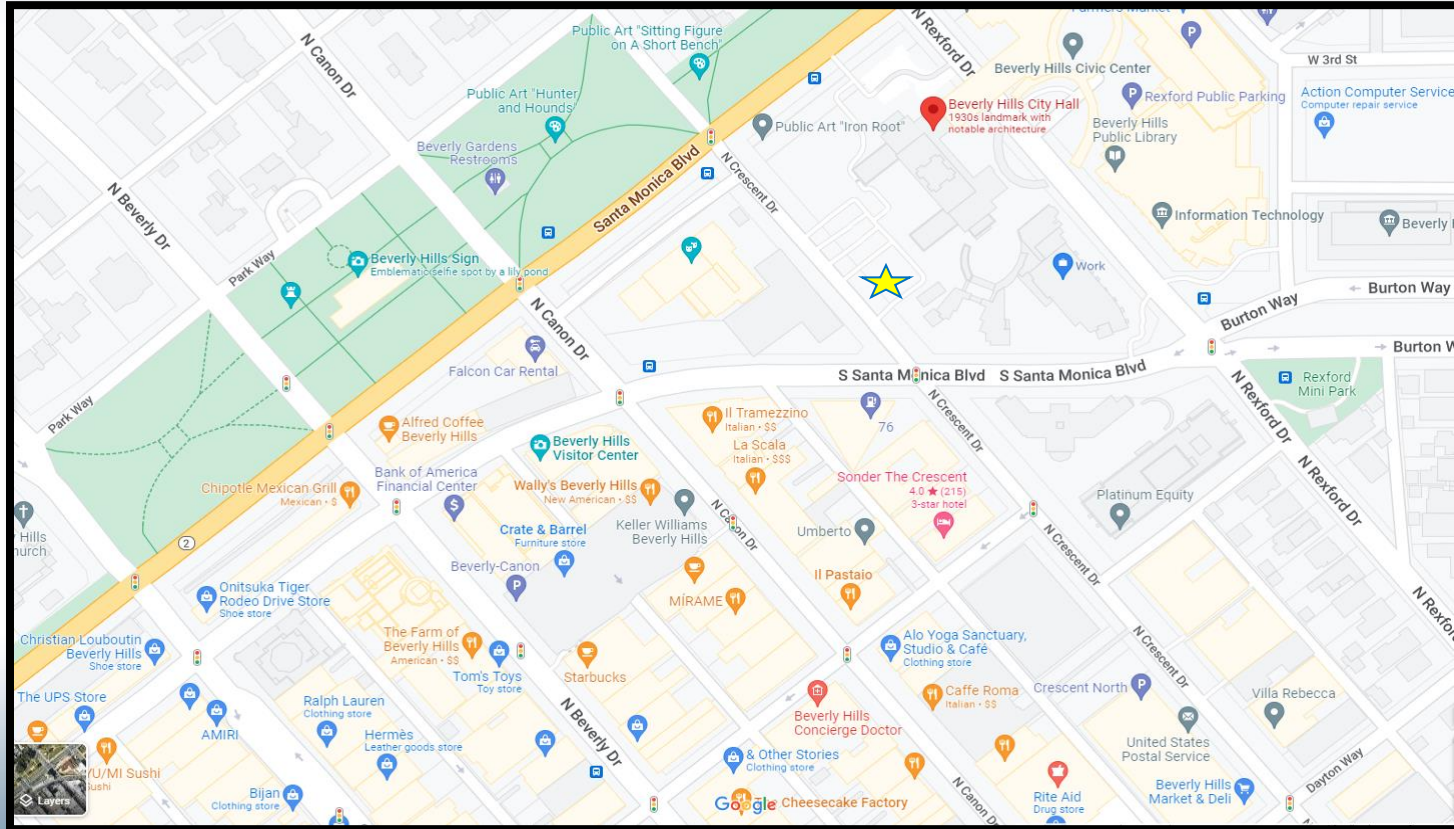 Farmers Market
N Rexford Dr
Public Art "Sitting Figure
on A Short Bench"
N Canon Dr
W 3rd St
Beverly Hills Civic Center
P
Public Art "Hunter
and Hounds"
P
Rexford Public Parking
Action Computer Service
Computer repair service
Beverly Hills City Hall
1930s landmark with
notable architecture
Public Art "Iron Root"
Beverly Hills
Public Library
Beverly Gardens
Restrooms
Santa Monica Blvd
N Crescent Dr
N Beverly Dr
Information Technology
Beverly
Park Way
Beverly Hills Sign
Emblematic selfie spot by a lily pond
Work
Burton Way
Burton Way
N Canon Dr
Burton W
Falcon Car Rental
S Santa Monica Blvd
S Santa Monica Blvd
Rexford
Mini Park
N Rexford Dr
Park Way
N Crescent Dr
Alfred Coffee
Beverly Hills
Il Tramezzino
Italian • $$
76
La Scala
Italian • $$$
Beverly Hills
Visitor Center
Bank of America
Financial Center
$
Chipotle Mexican Grill
Mexican • $
Wally's Beverly Hills
New American • $$
Sonder The Crescent
4.0 ★ (215)
3-star hotel
Platinum Equity
N Rexford Dr
Keller Williams
Beverly Hills
N Canon Dr
Umberto
Crate & Barrel
Furniture store
Hills
hurch
2
N Crescent Dr
Beverly-Canon
P
Il Pastaio
MÍRAME
Onitsuka Tiger
Rodeo Drive Store
Shoe store
N Rexfo
Christian Louboutin
Beverly Hills
Shoe store
The Farm of
Beverly Hills
American • $$
Alo Yoga Sanctuary,
Studio & Café
Clothing store
N Crescent Dr
Tom's Toys
Toy store
Starbucks
The UPS Store
Ralph Lauren
Clothing store
AMIRI
N Beverly Dr
Caffe Roma
Italian • $$
Crescent North
P
Villa Rebecca
Beverly Hills
Concierge Doctor
Hermès
Leather goods store
United States
Postal Service
YU/MI Sushi
Sushi
& Other Stories
Clothing store
Dayton Way
Layers
Bijan
Clothing store
Google
Cheesecake Factory
N Canon Dr
Rite Aid
Drug store
Beverly Hills
Market & Deli